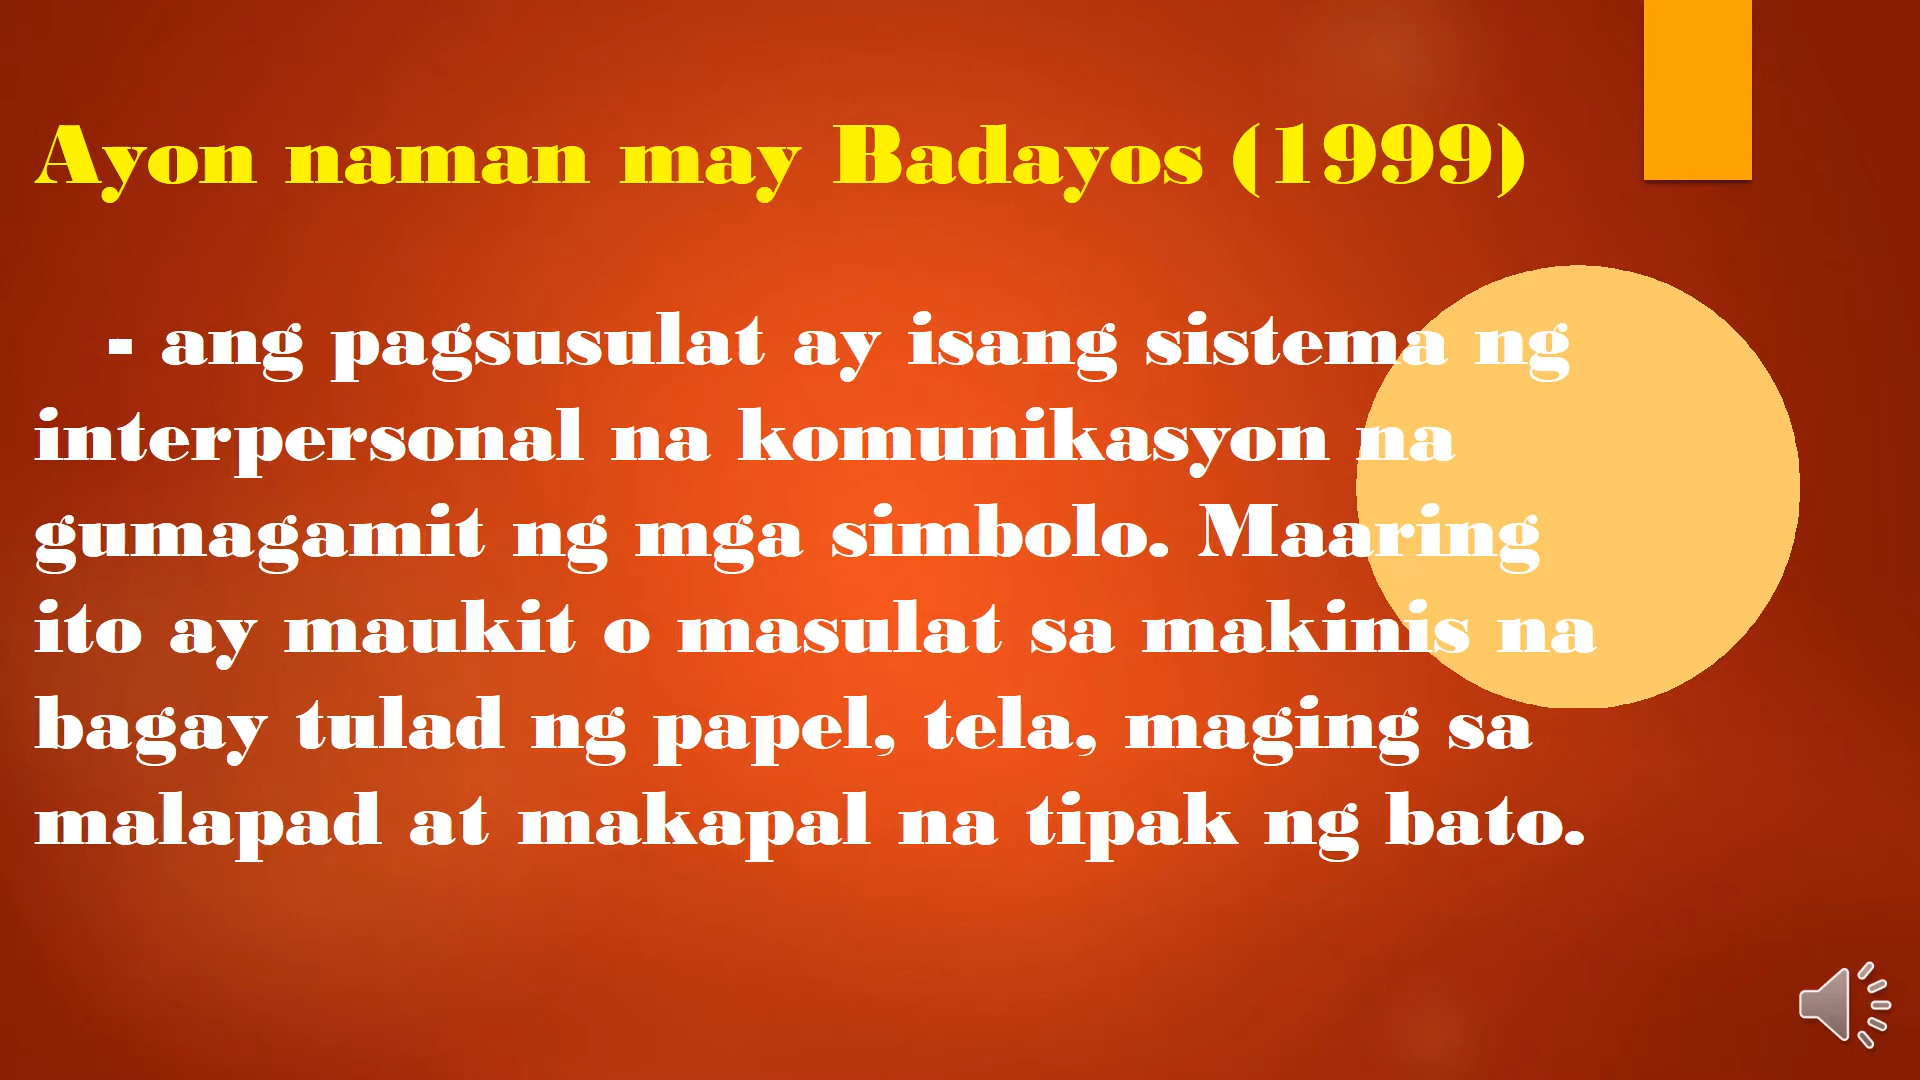 Ayon naman may Badayos (1999)
- ang pagsusulat ay isang sistema ng
interpersonal na komunikasyon na
gumagamit ng mga simbolo. Maaring
ito ay maukit o masulat sa makinis na
bagay tulad ng papel, tela, maging sa
malapad at makapal na tipak ng bato.